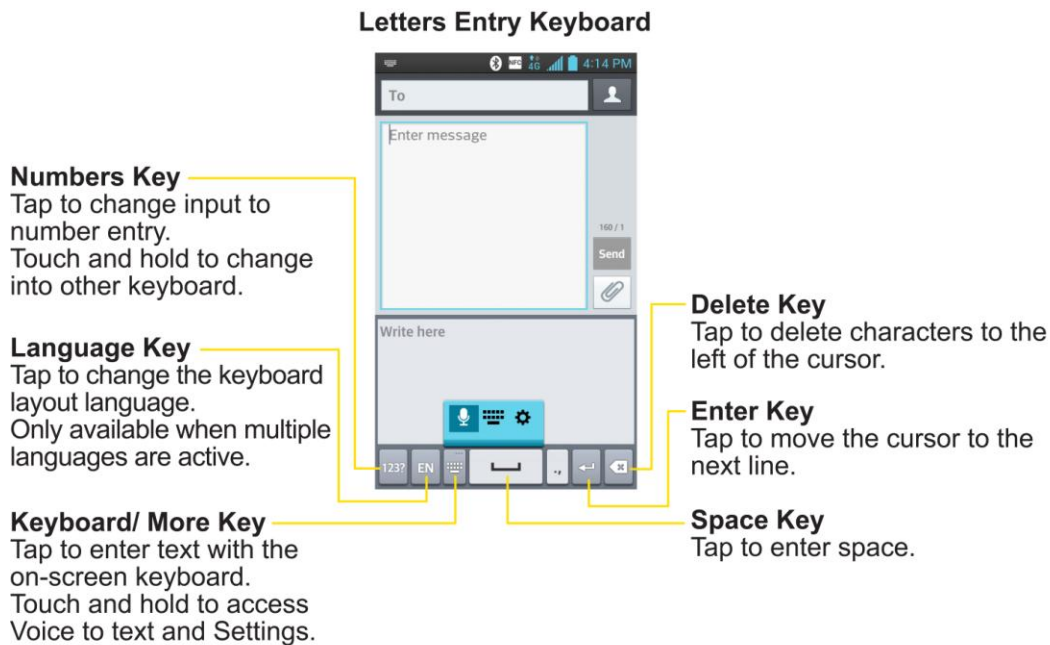 Letters Entry Keyboard
NFC
4G
4:14 PM
To
Enter message
160 / 1
Send
Write here
123?
EN
.,
Numbers Key
Tap to change input to
number entry.
Touch and hold to change
into other keyboard.
Language Key
Tap to change the keyboard
layout language.
Only available when multiple
languages are active.
Keyboard/ More Key
Tap to enter text with the
on-screen keyboard.
Touch and hold to access
Voice to text and Settings.
Delete Key
Tap to delete characters to the
left of the cursor.
Enter Key
Tap to move the cursor to the
next line.
Space Key
Tap to enter space.